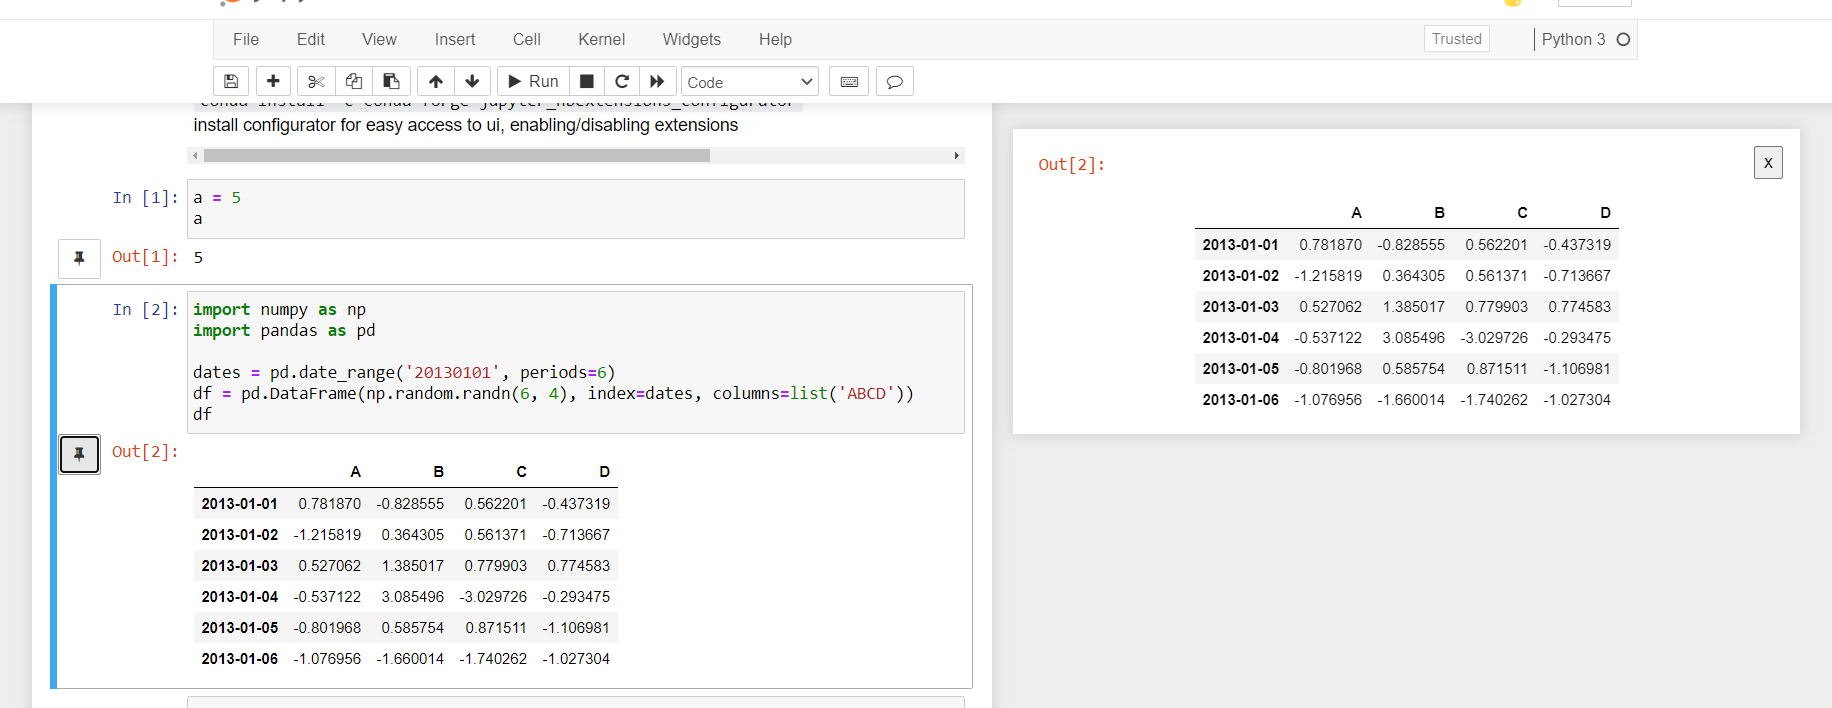 File Edit View Insert Cell Kernel Widgets Help Trusted Python 3
Run Code
conda install -c conda-forge jupyter_nbextensions_configurator
install configurator for easy access to ui, enabling/disabling extensions
In [1]: a = 5
a
Out[1]: 5
In [2]: import numpy as np
import pandas as pd
dates = pd.date_range('20130101', periods=6)
df = pd.DataFrame(np.random.randn(6, 4), index=dates, columns=list('ABCD'))
df
Out[2]:
A B C D
2013-01-01 0.781870 -0.828555 0.562201 -0.437319
2013-01-02 -1.215819 0.364305 0.561371 -0.713667
2013-01-03 0.527062 1.385017 0.779903 0.774583
2013-01-04 -0.537122 3.085496 -3.029726 -0.293475
2013-01-05 -0.801968 0.585754 0.871511 -1.106981
2013-01-06 -1.076956 -1.660014 -1.740262 -1.027304
Out[2]: X
A B C D
2013-01-01 0.781870 -0.828555 0.562201 -0.437319
2013-01-02 -1.215819 0.364305 0.561371 -0.713667
2013-01-03 0.527062 1.385017 0.779903 0.774583
2013-01-04 -0.537122 3.085496 -3.029726 -0.293475
2013-01-05 -0.801968 0.585754 0.871511 -1.106981
2013-01-06 -1.076956 -1.660014 -1.740262 -1.027304